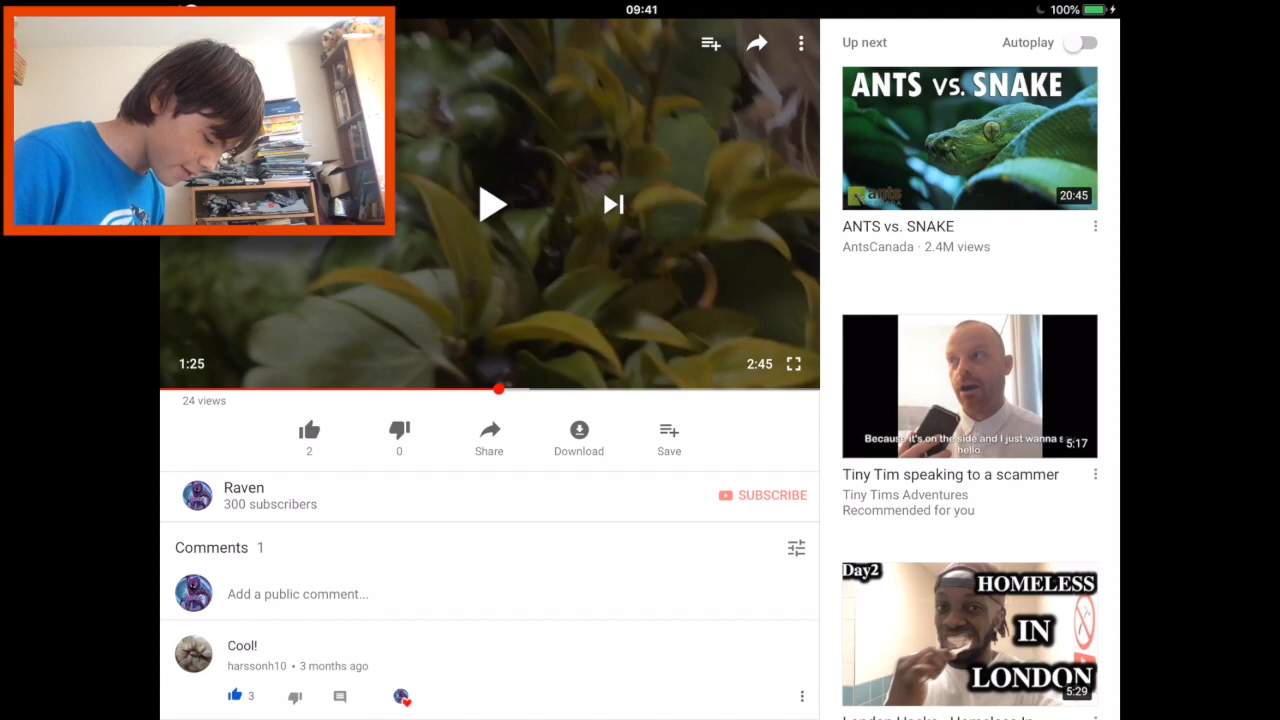 09:41
100%
Up next
Autoplay
ANTS VS. SNAKE
ants
20:45
ANTS vs. SNAKE
AntsCanada · 2.4M views
1:25
2:45
24 views
2
0
Share
Download
Save
Raven
300 subscribers
SUBSCRIBE
Comments 1
Add a public comment...
Cool!
harssonh10 • 3 months ago
3
Because it's on the side and I just wanna s
hello.
5:17
Tiny Tim speaking to a scammer
Tiny Tims Adventures
Recommended for you
Day2
HOMELESS
IN
LONDON
5:29